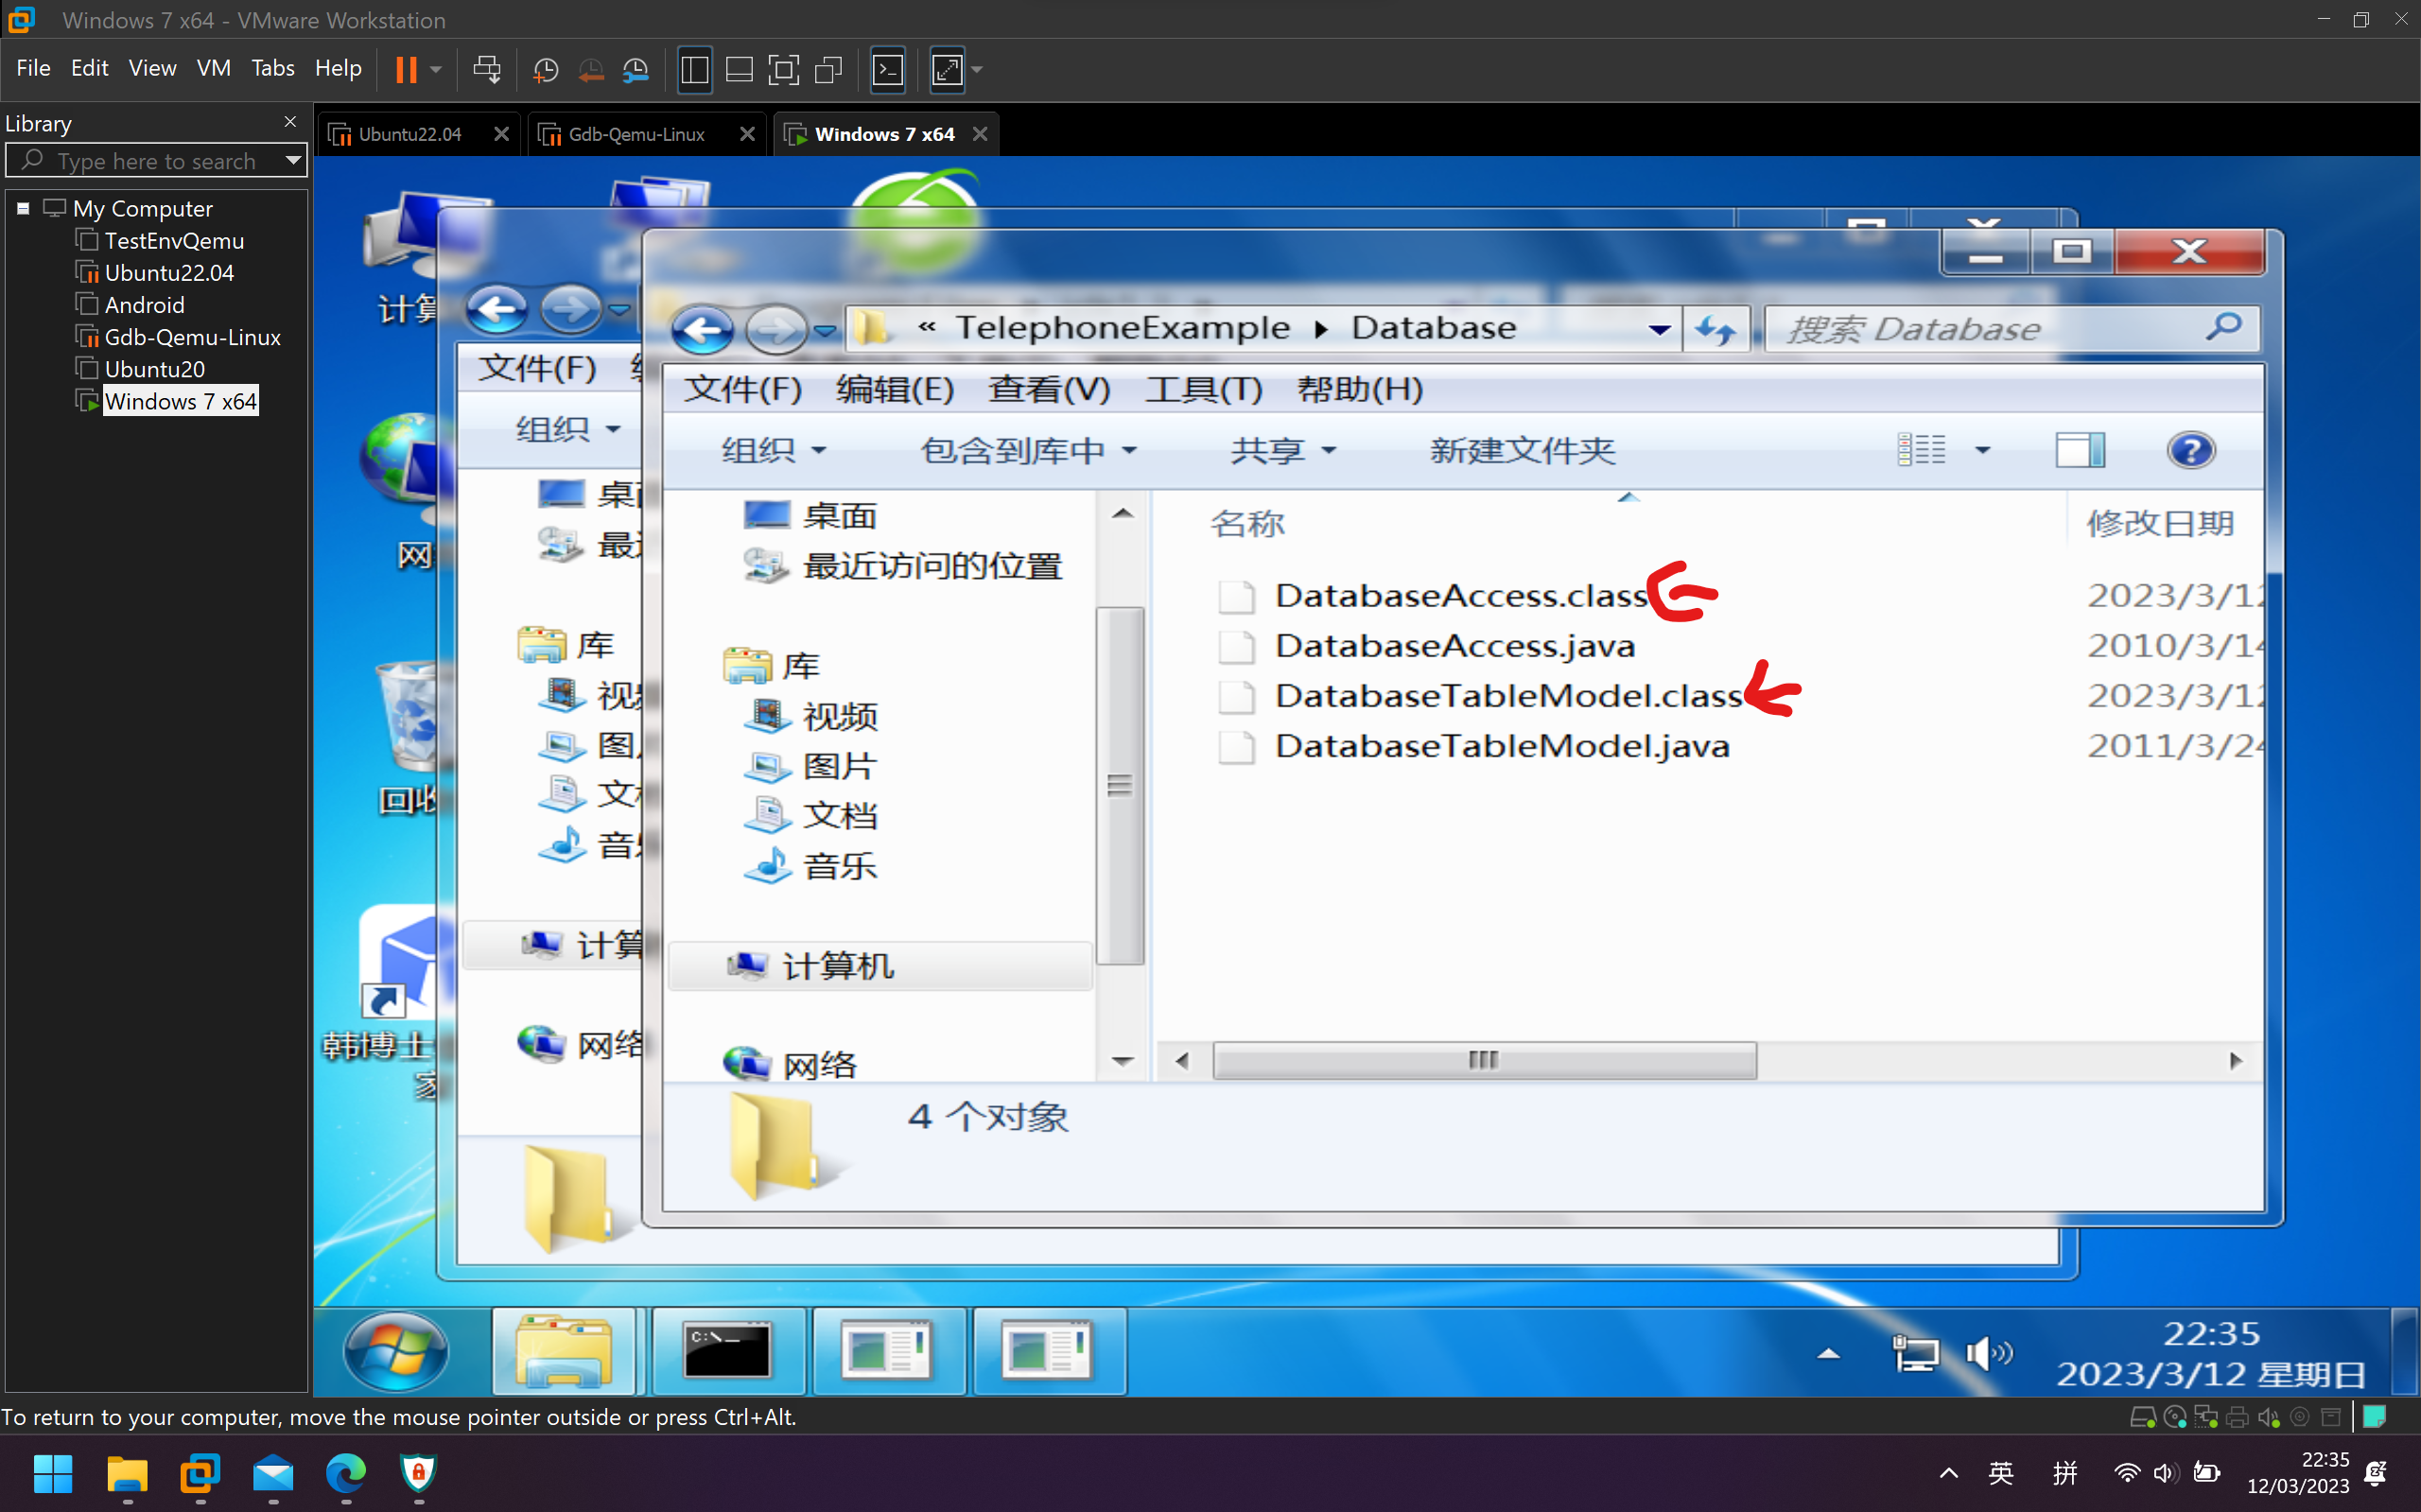 Windows 7 x64 - VMware Workstation
File Edit View VM Tabs Help
Library
Type here to search
My Computer
TestEnvQemu
Ubuntu22.04
Android
Gdb-Qemu-Linux
Ubuntu20
Windows 7 x64
Ubuntu22.04
Gdb-Qemu-Linux
Windows 7 x64
计算
网
回收
韩博士
家
文件(F)
组织
桌面
最近
库
视频
图片
文档
音乐
计算
网络
« TelephoneExample Database
搜索 Database
文件(F) 编辑(E) 查看(V) 工具(T) 帮助(H)
组织 包含到库中 共享 新建文件夹
桌面
最近访问的位置
库
视频
图片
文档
音乐
计算机
网络
名称 修改日期
DatabaseAccess.class 2023/3/12
DatabaseAccess.java 2010/3/14
DatabaseTableModel.class 2023/3/12
DatabaseTableModel.java 2011/3/24
4 个对象
C:\_
22:35
2023/3/12 星期日
To return to your computer, move the mouse pointer outside or press Ctrl+Alt.
英 拼
22:35
12/03/2023